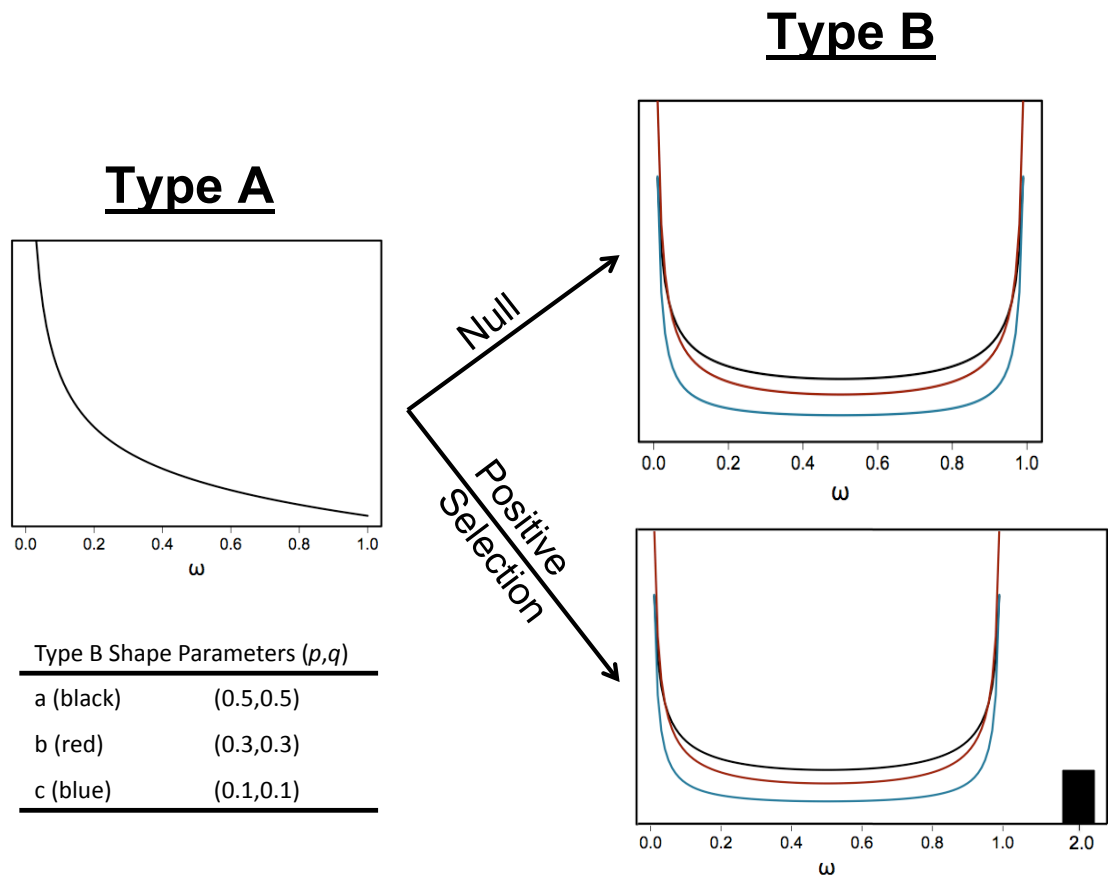 Type B
Type A
0.0 0.2 0.4 0.6 0.8 1.0
ω
Null
Positive
Selection
0.0 0.2 0.4 0.6 0.8 1.0
ω
Type B Shape Parameters (p,q)
a (black) (0.5,0.5)
b (red) (0.3,0.3)
c (blue) (0.1,0.1)
0.0 0.2 0.4 0.6 0.8 1.0 2.0
ω